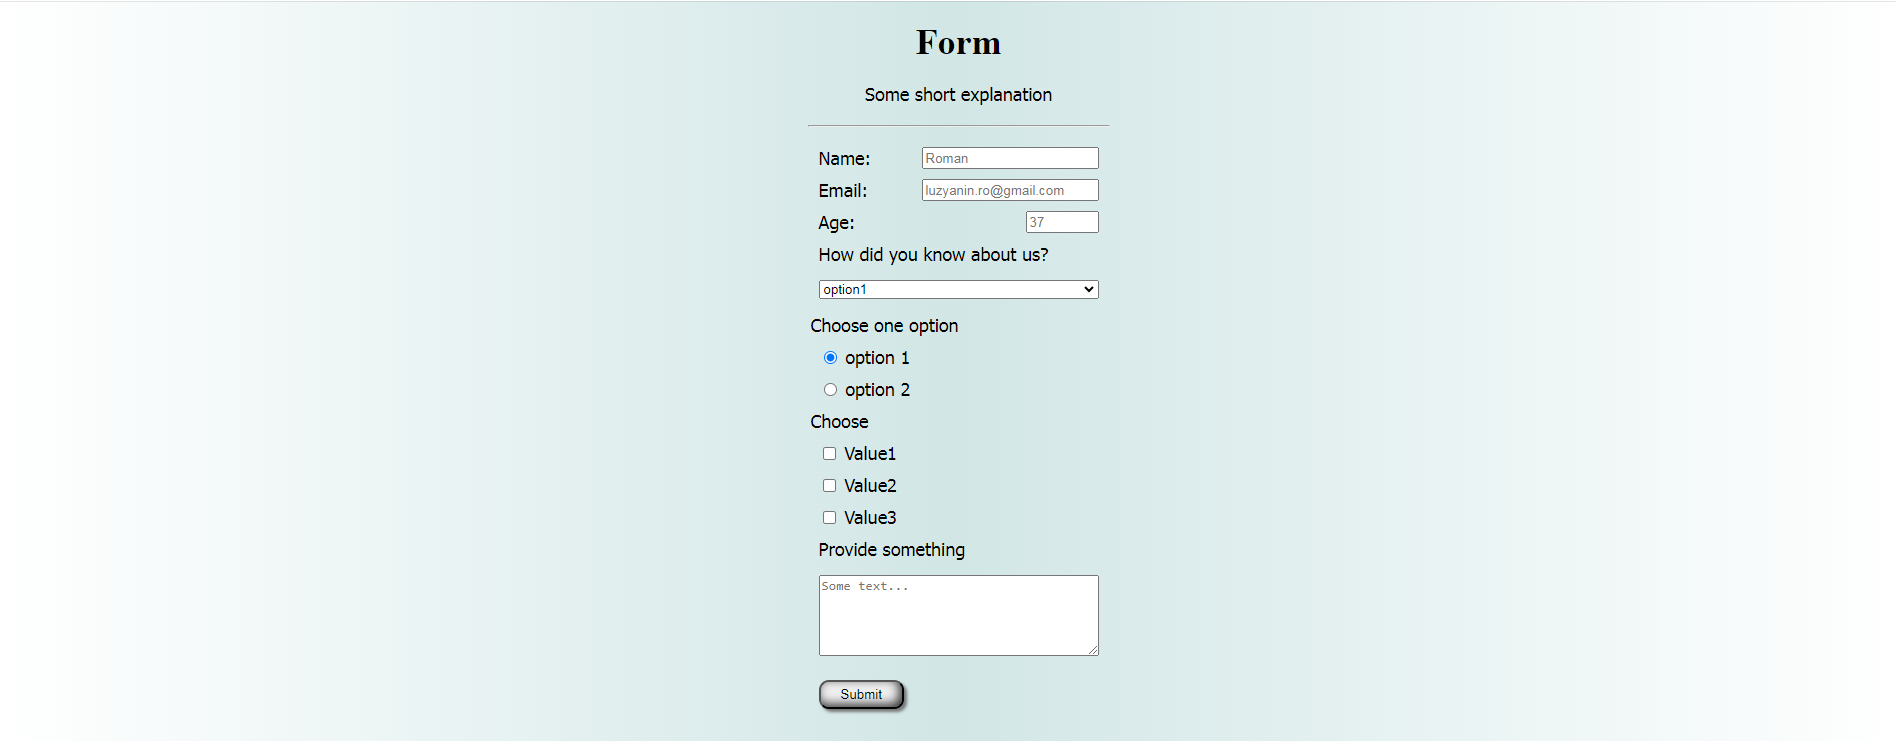 Form
Some short explanation
Name: Roman
Email: luzyanin.ro@gmail.com
Age: 37
How did you know about us?
option1
Choose one option
option 1
option 2
Choose
Value1
Value2
Value3
Provide something
Some text...
Submit